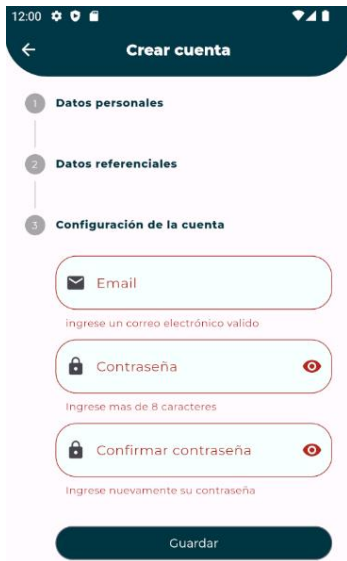 12:00
Crear cuenta
1 Datos personales
2 Datos referenciales
3 Configuración de la cuenta
Email
ingrese un correo electrónico valido
Contraseña
Ingrese mas de 8 caracteres
Confirmar contraseña
Ingrese nuevamente su contraseña
Guardar